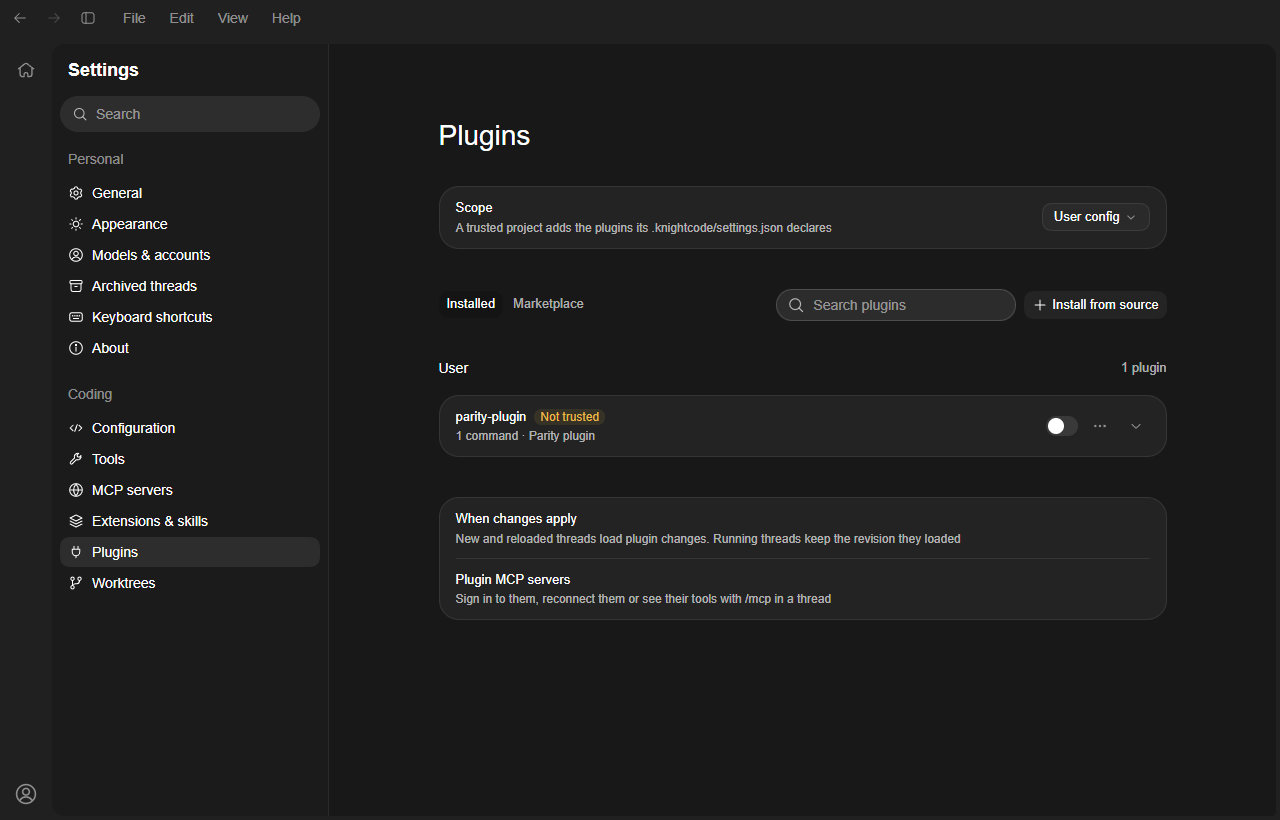 File Edit View Help
Settings
Search
Personal
General
Appearance
Models & accounts
Archived threads
Keyboard shortcuts
About
Coding
Configuration
Tools
MCP servers
Extensions & skills
Plugins
Worktrees
Plugins
Scope
A trusted project adds the plugins its .knightcode/settings.json declares
User config
Installed Marketplace
Search plugins
Install from source
User
1 plugin
parity-plugin Not trusted
1 command · Parity plugin
When changes apply
New and reloaded threads load plugin changes. Running threads keep the revision they loaded
Plugin MCP servers
Sign in to them, reconnect them or see their tools with /mcp in a thread